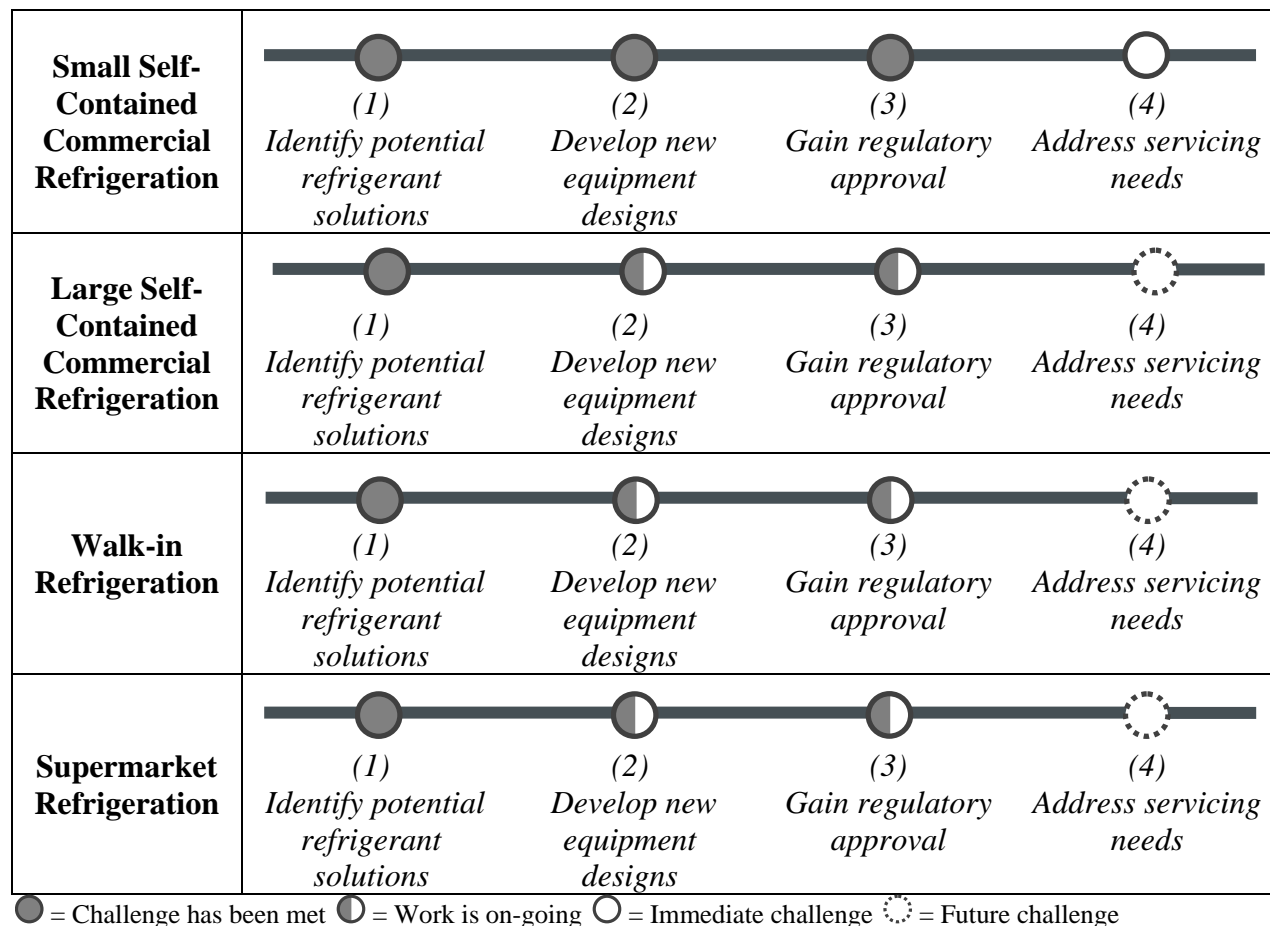 Small Self-
Contained
Commercial
Refrigeration
(1)
Identify potential
refrigerant
solutions
(2)
Develop new
equipment
designs
(3)
Gain regulatory
approval
(4)
Address servicing
needs
Large Self-
Contained
Commercial
Refrigeration
(1)
Identify potential
refrigerant
solutions
(2)
Develop new
equipment
designs
(3)
Gain regulatory
approval
(4)
Address servicing
needs
Walk-in
Refrigeration
(1)
Identify potential
refrigerant
solutions
(2)
Develop new
equipment
designs
(3)
Gain regulatory
approval
(4)
Address servicing
needs
Supermarket
Refrigeration
(1)
Identify potential
refrigerant
solutions
(2)
Develop new
equipment
designs
(3)
Gain regulatory
approval
(4)
Address servicing
needs
= Challenge has been met = Work is on-going = Immediate challenge = Future challenge